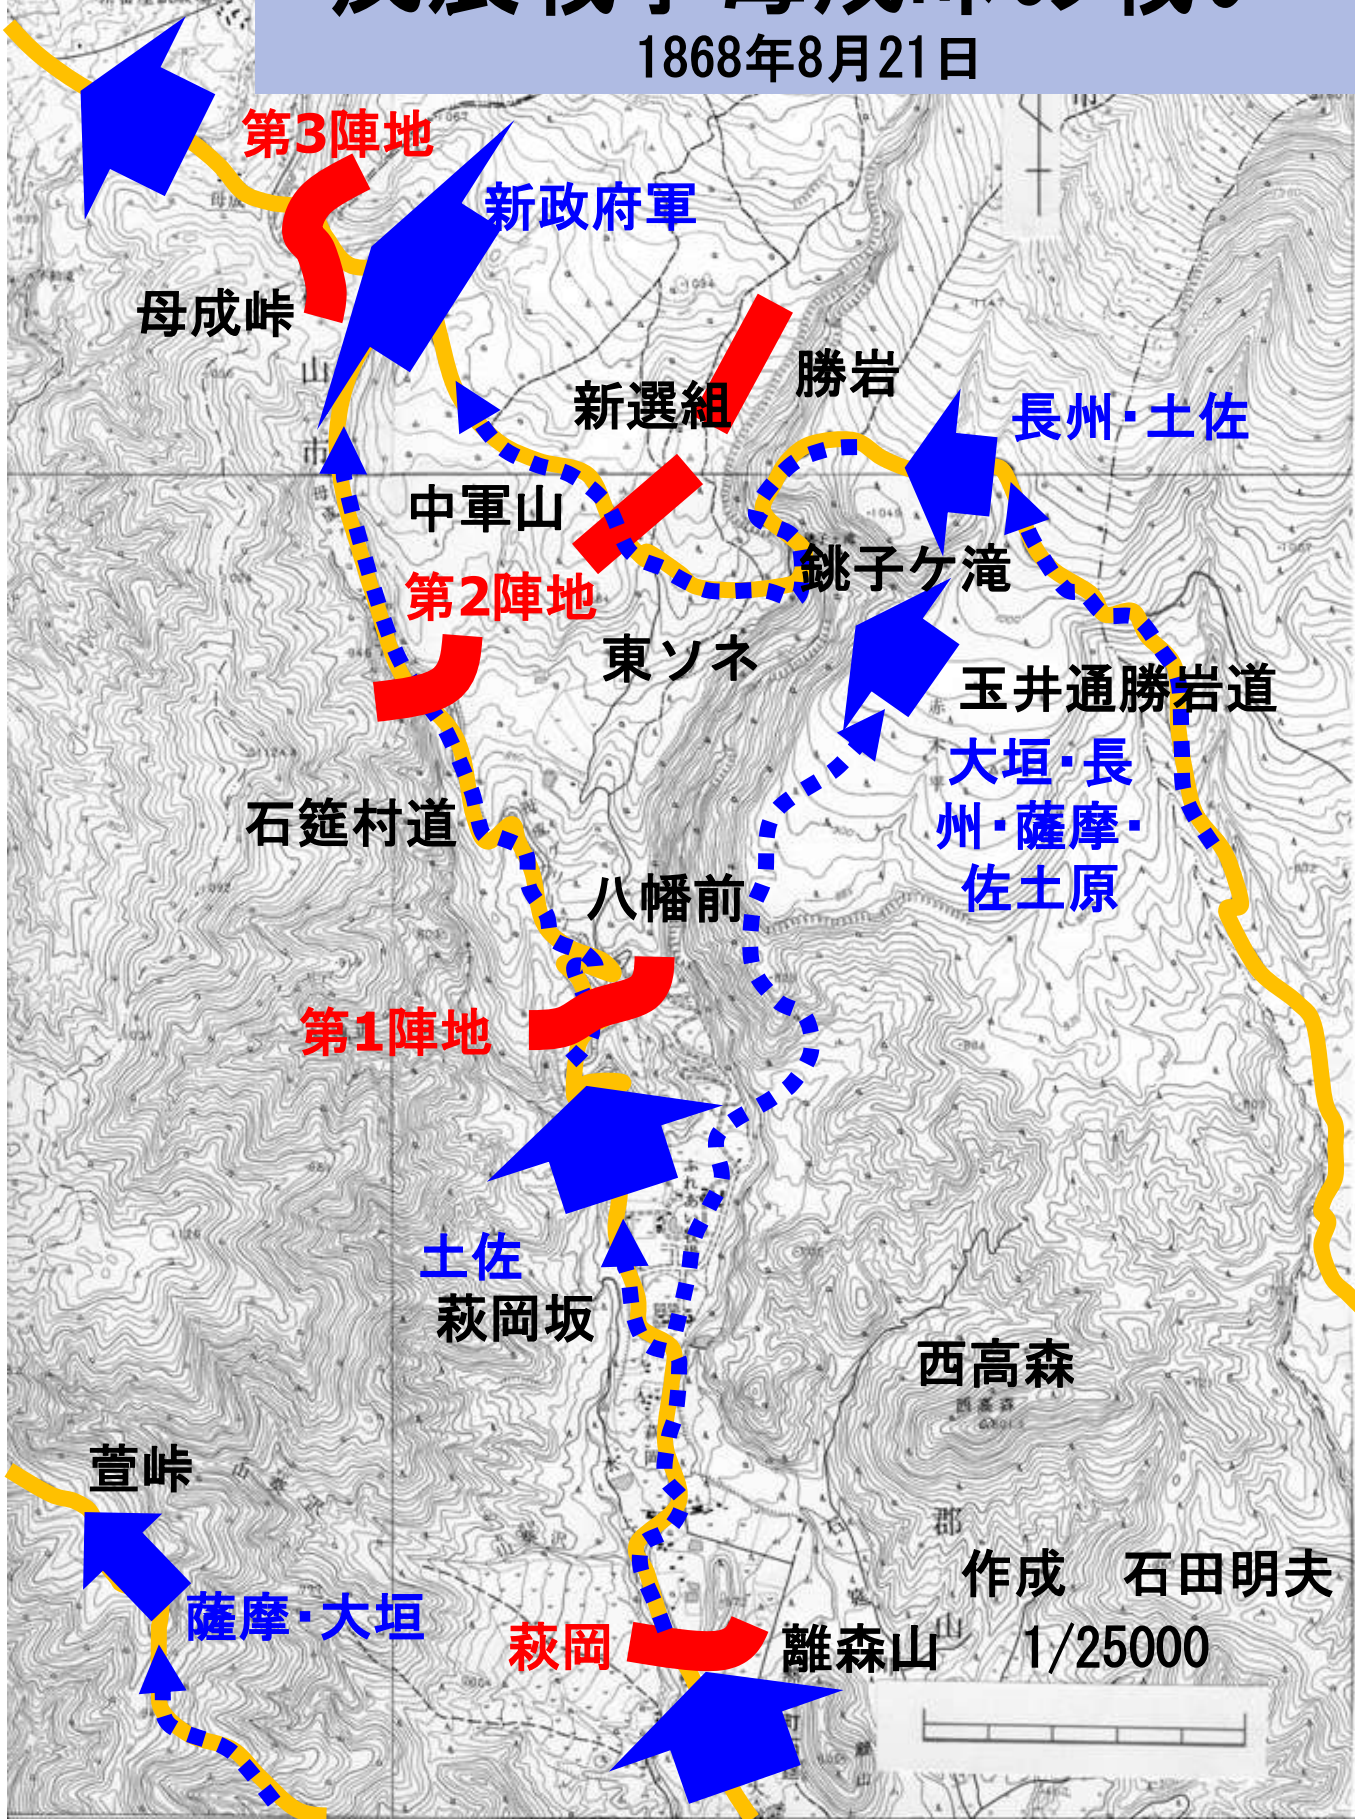 1868年8月21日
第3陣地
新政府軍
母成峠
勝岩
新選組
長州・土佐
中軍山
銚子ケ滝
第2陣地
東ソネ
玉井通勝岩道
大垣・長
州・薩摩・
佐土原
石筵村道
八幡前
第1陣地
土佐
萩岡坂
西高森
萱峠
作成 石田明夫
薩摩・大垣
萩岡
離森山
1/25000
山
市
郡
山